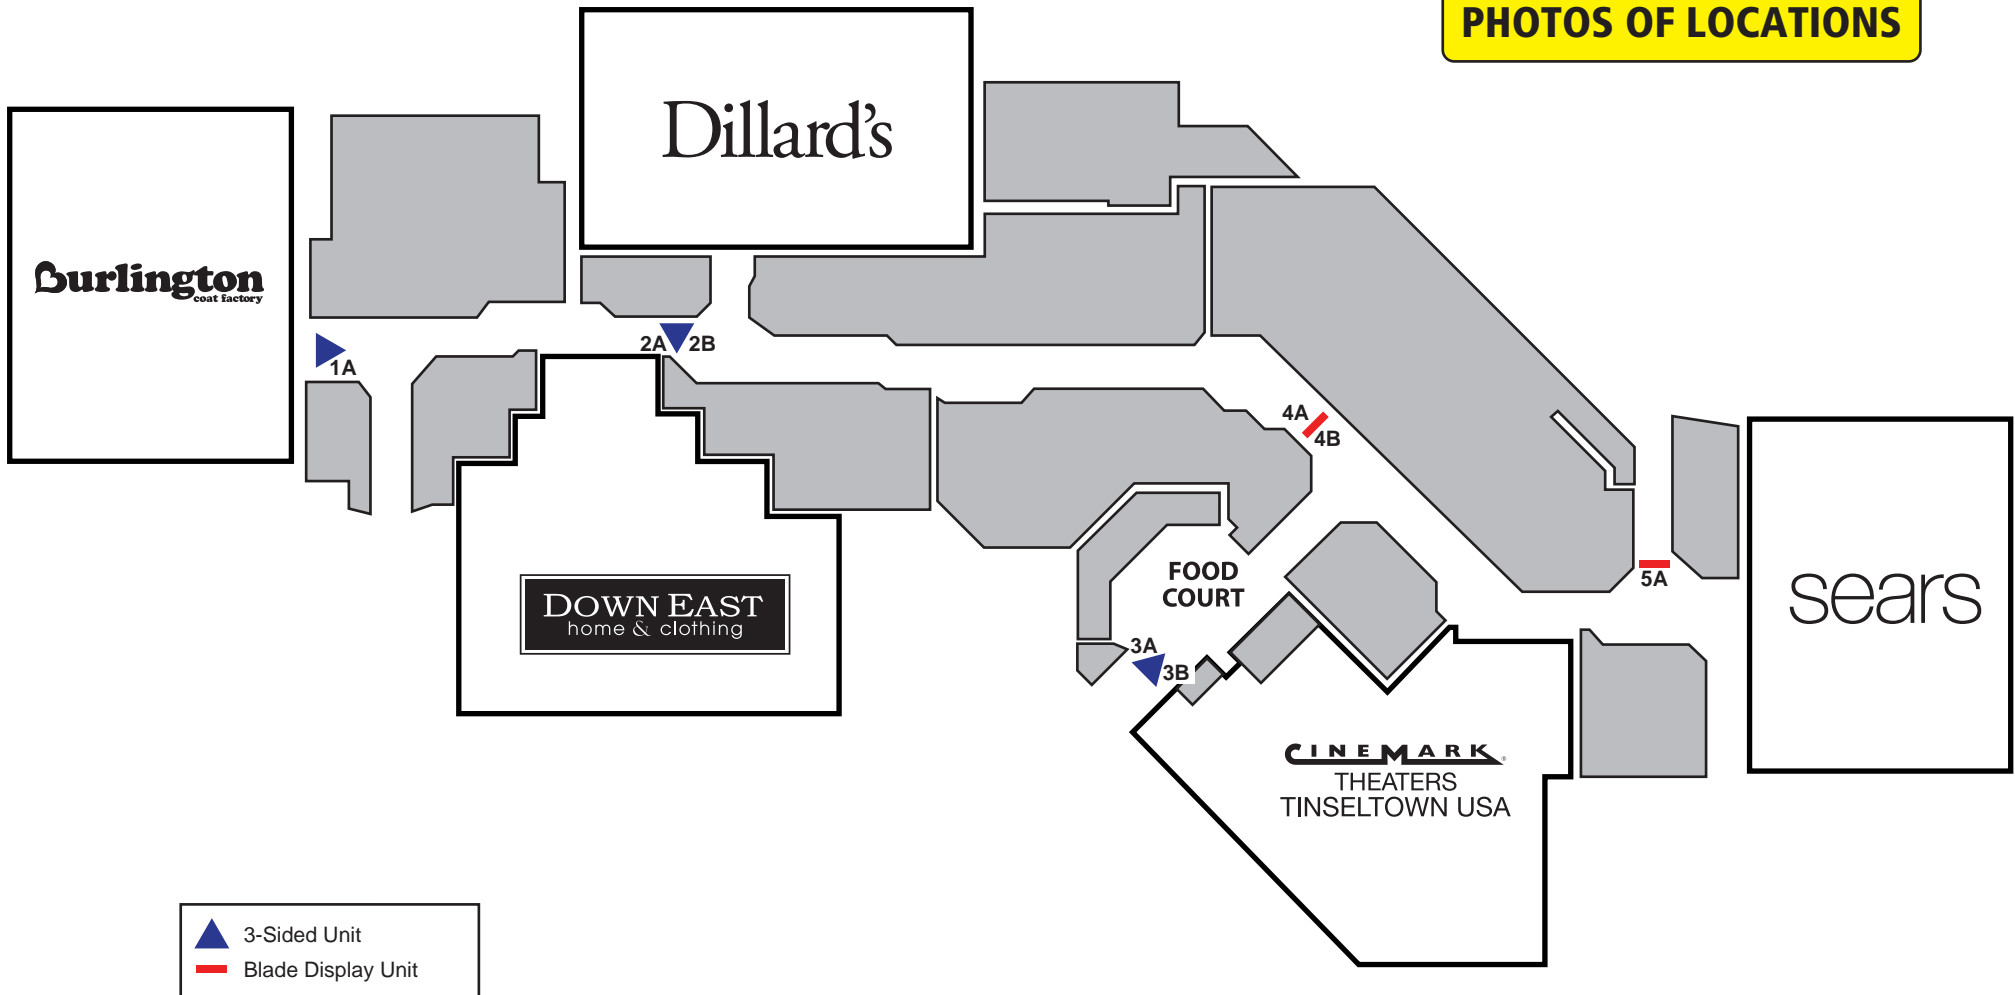 PHOTOS OF LOCATIONS
Dillard's
Burlington
coat factory
2A
2B
1A
4A
4B
FOOD
COURT
5A
sears
DOWN EAST
home & clothing
3A
3B
CINEMARK®
THEATERS
TINSELTOWN USA
3-Sided Unit
Blade Display Unit